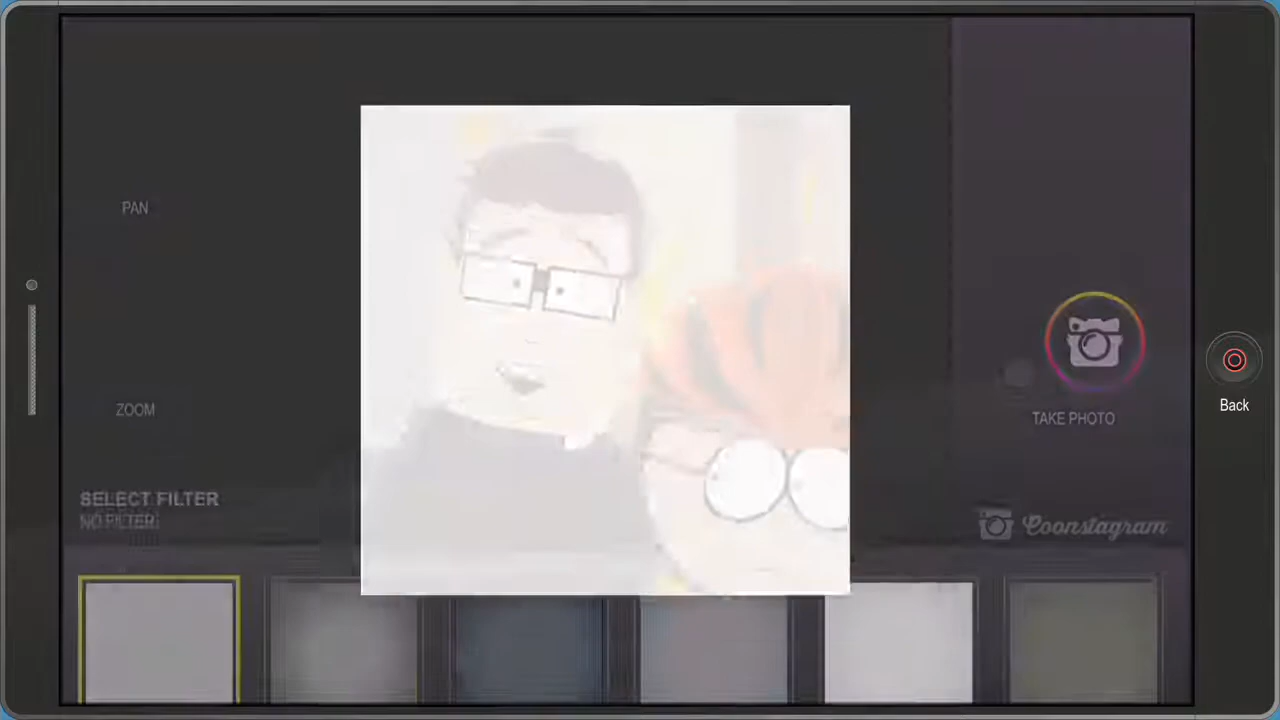 PAN
ZOOM
TAKE PHOTO
Back
SELECT FILTER
NO FILTER
Coonstagram